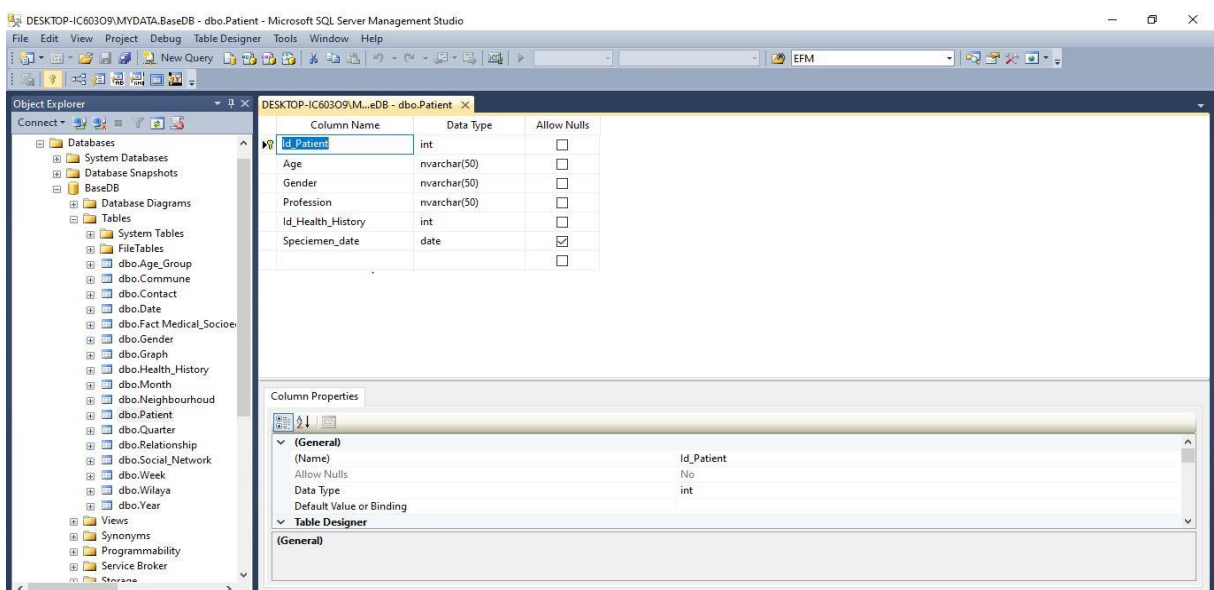 DESKTOP-IC603O9\MYDATA.BaseDB - dbo.Patient - Microsoft SQL Server Management Studio
File Edit View Project Debug Table Designer Tools Window Help
New Query EFM
Object Explorer
DESKTOP-IC603O9\M...eDB - dbo.Patient
Connect
Column Name Data Type Allow Nulls
Databases
Id_Patient int
System Databases
Age nvarchar(50)
Database Snapshots
Gender nvarchar(50)
BaseDB
Profession nvarchar(50)
Database Diagrams
Id_Health_History int
Tables
Speciemen_date date
System Tables
FileTables
dbo.Age_Group
dbo.Commune
dbo.Contact
dbo.Date
dbo.Fact Medical_Socioe
dbo.Gender
dbo.Graph
dbo.Health_History
dbo.Month
dbo.Neighbourhoud
dbo.Patient
dbo.Quarter
dbo.Relationship
dbo.Social_Network
dbo.Week
dbo.Wilaya
dbo.Year
Views
Synonyms
Programmability
Service Broker
Storage
Column Properties
(General)
(Name) Id_Patient
Allow Nulls No
Data Type int
Default Value or Binding
Table Designer
(General)